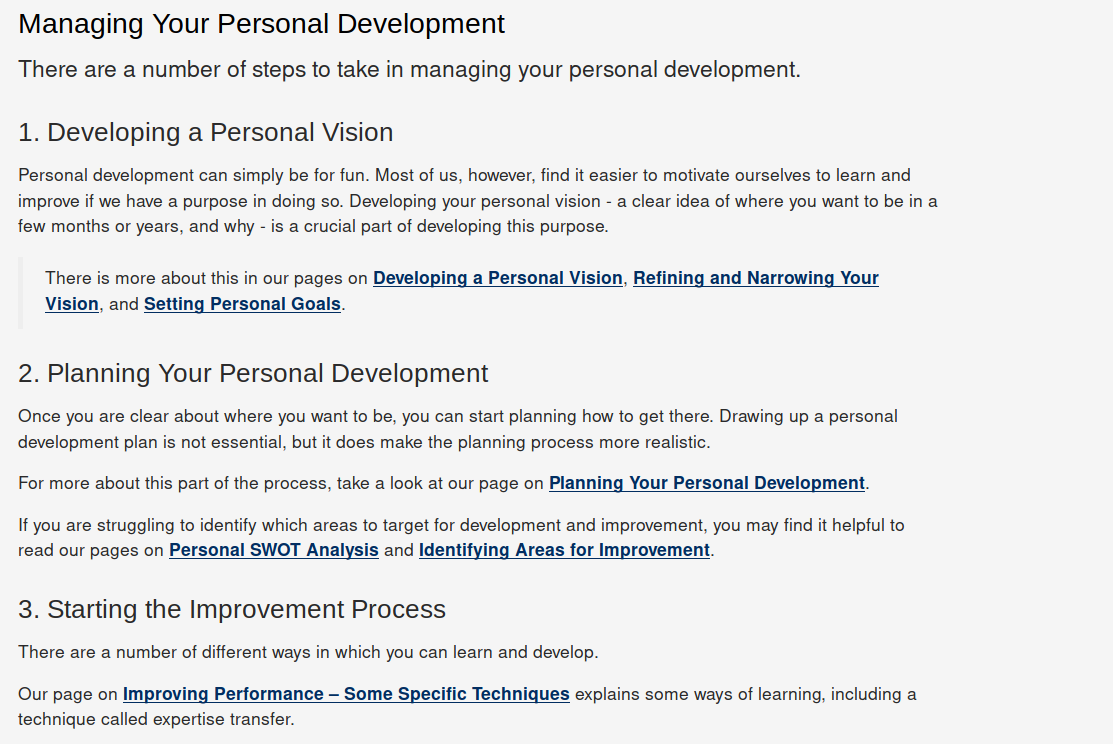 Managing Your Personal Development
There are a number of steps to take in managing your personal development.
1. Developing a Personal Vision
Personal development can simply be for fun. Most of us, however, find it easier to motivate ourselves to learn and
improve if we have a purpose in doing so. Developing your personal vision - a clear idea of where you want to be in a
few months or years, and why - is a crucial part of developing this purpose.
There is more about this in our pages on Developing a Personal Vision, Refining and Narrowing Your
Vision, and Setting Personal Goals.
2. Planning Your Personal Development
Once you are clear about where you want to be, you can start planning how to get there. Drawing up a personal
development plan is not essential, but it does make the planning process more realistic.
For more about this part of the process, take a look at our page on Planning Your Personal Development.
If you are struggling to identify which areas to target for development and improvement, you may find it helpful to
read our pages on Personal SWOT Analysis and Identifying Areas for Improvement.
3. Starting the Improvement Process
There are a number of different ways in which you can learn and develop.
Our page on Improving Performance – Some Specific Techniques explains some ways of learning, including a
technique called expertise transfer.